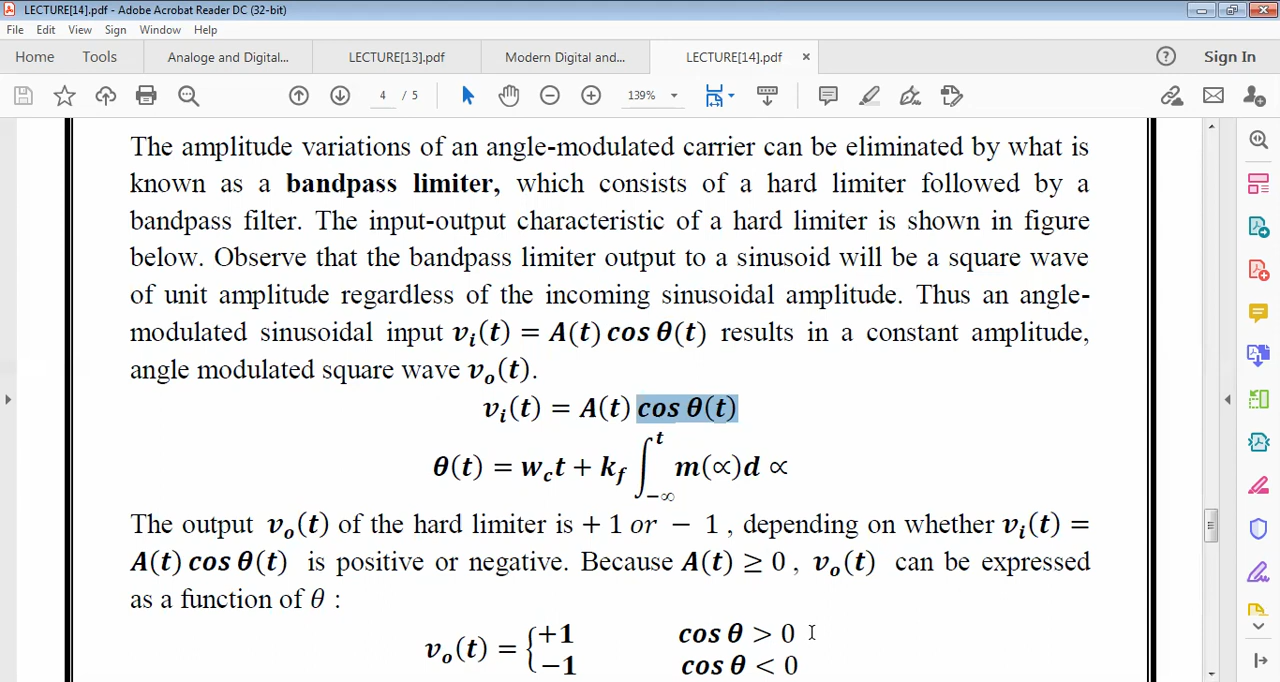 LECTURE[14].pdf - Adobe Acrobat Reader DC (32-bit)
File Edit View Sign Window Help
Home Tools Analoge and Digital... LECTURE[13].pdf Modern Digital and... LECTURE[14].pdf × Sign In
4 / 5 139%
The amplitude variations of an angle-modulated carrier can be eliminated by what is
known as a bandpass limiter, which consists of a hard limiter followed by a
bandpass filter. The input-output characteristic of a hard limiter is shown in figure
below. Observe that the bandpass limiter output to a sinusoid will be a square wave
of unit amplitude regardless of the incoming sinusoidal amplitude. Thus an angle-
modulated sinusoidal input vᵢ(t) = A(t) cos θ(t) results in a constant amplitude,
angle modulated square wave vₒ(t).
vᵢ(t) = A(t) cos θ(t)
θ(t) = w_c t + k_f ∫_{-∞}^{t} m(∝)d ∝
The output vₒ(t) of the hard limiter is + 1 or − 1 , depending on whether vᵢ(t) =
A(t) cos θ(t) is positive or negative. Because A(t) ≥ 0 , vₒ(t) can be expressed
as a function of θ :
vₒ(t) = { +1 cos θ > 0
−1 cos θ < 0